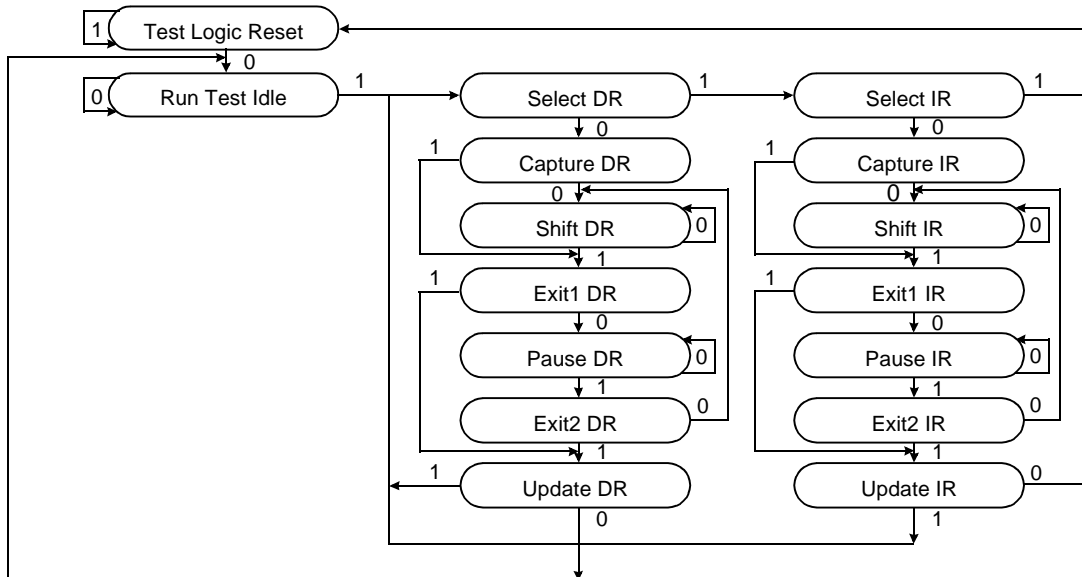 1 Test Logic Reset
0
0 Run Test Idle 1 Select DR 1 Select IR 1
0 0
1 Capture DR 1 Capture IR
0 0
Shift DR 0 Shift IR 0
1 1
1 Exit1 DR 1 Exit1 IR
0 0
Pause DR 0 Pause IR 0
1 1
Exit2 DR 0 Exit2 IR 0
1 1
1 Update DR Update IR 0
0 1